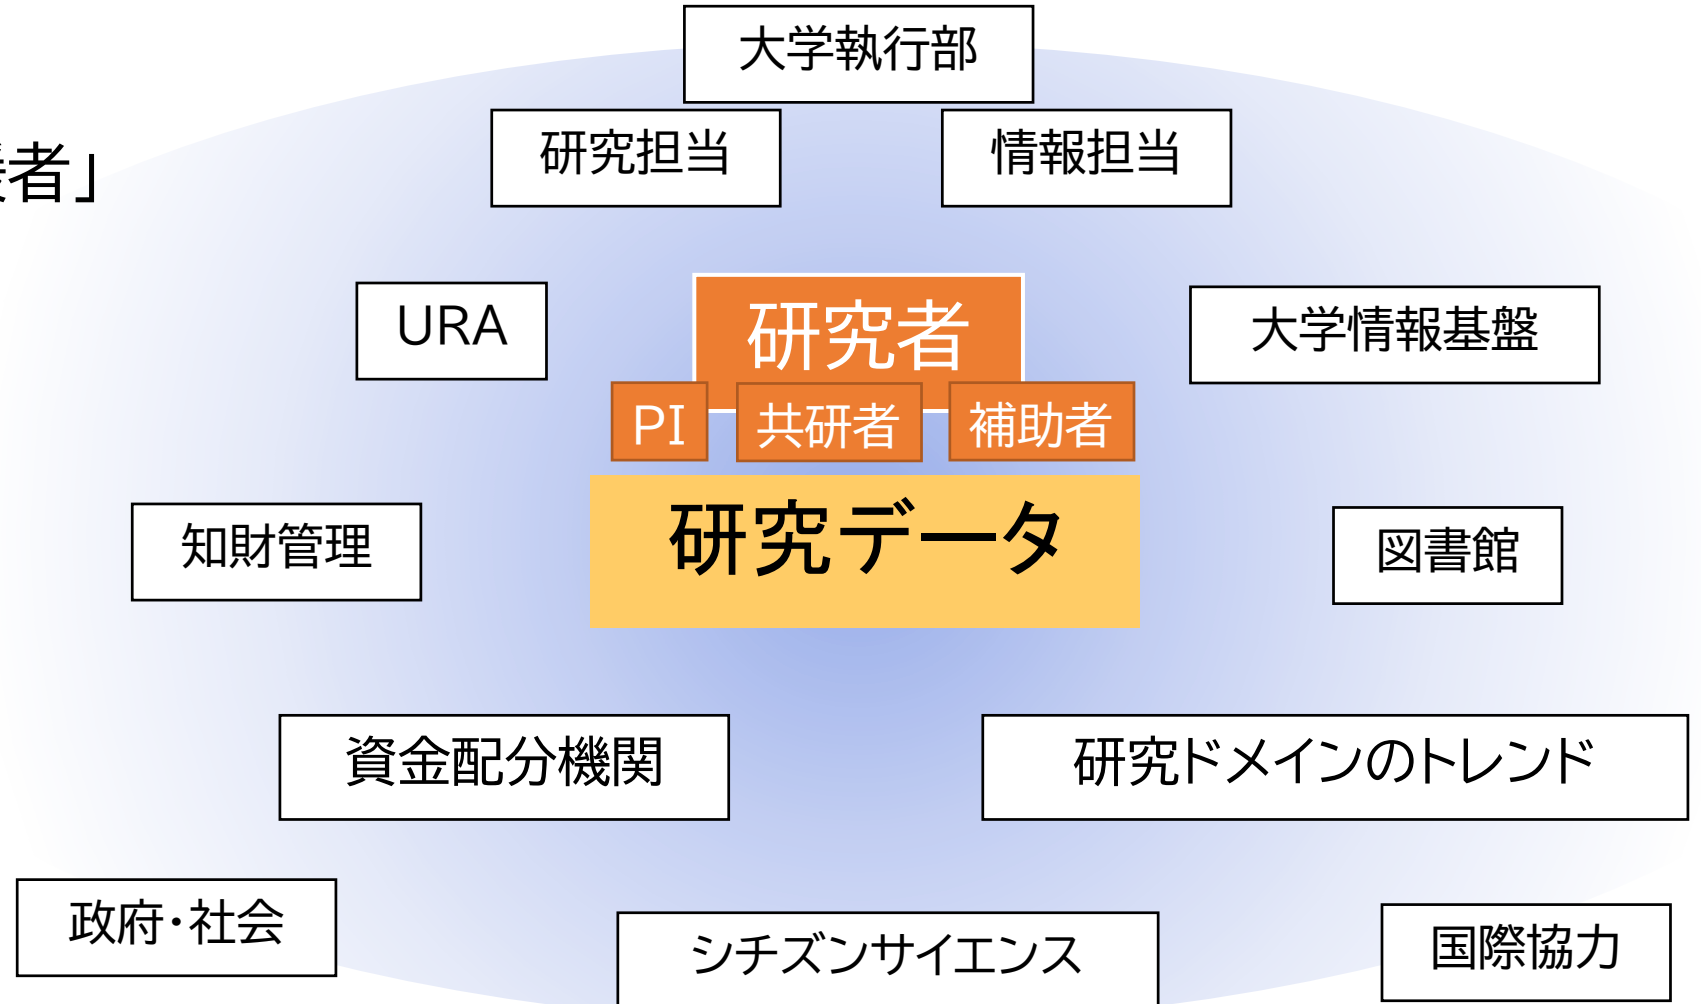 大学執行部
研究担当
情報担当
者」
URA
研究者
大学情報基盤
PI
共研者
補助者
知財管理
研究データ
図書館
資金配分機関
研究ドメインのトレンド
政府・社会
シチズンサイエンス
国際協力